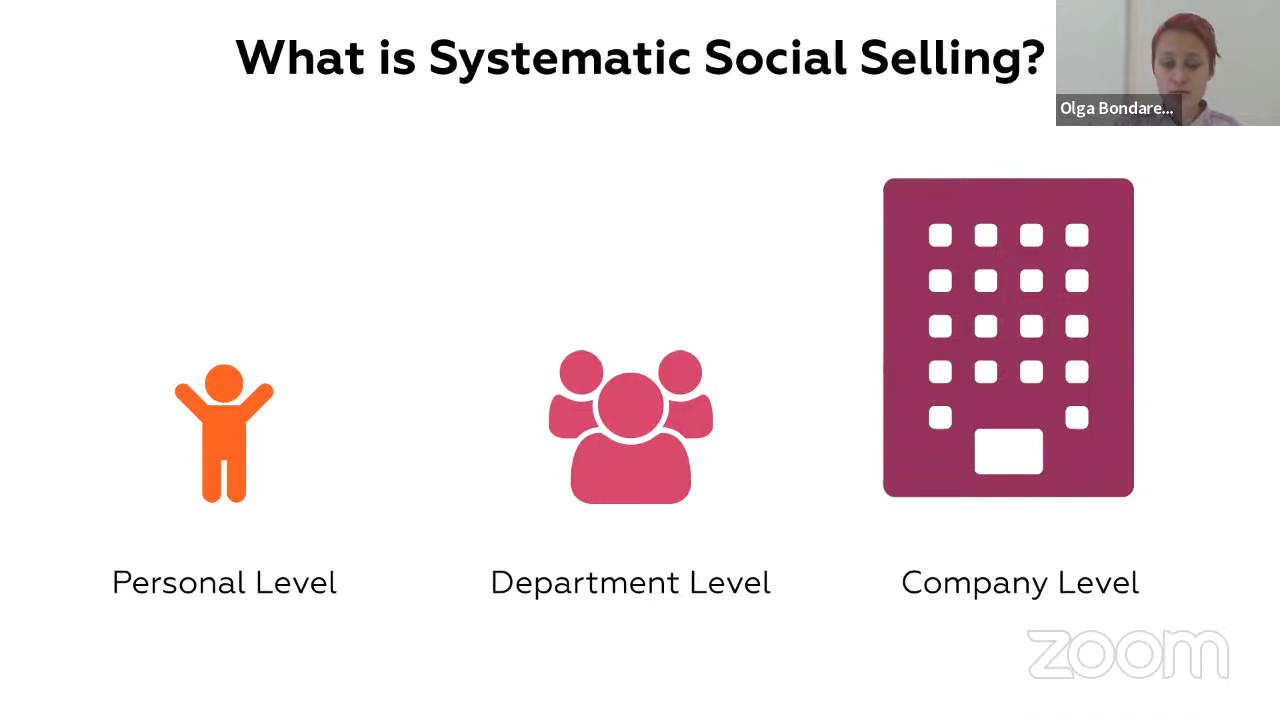 What is Systematic Social Selling?
Olga Bondare...
Personal Level
Department Level
Company Level
zoom